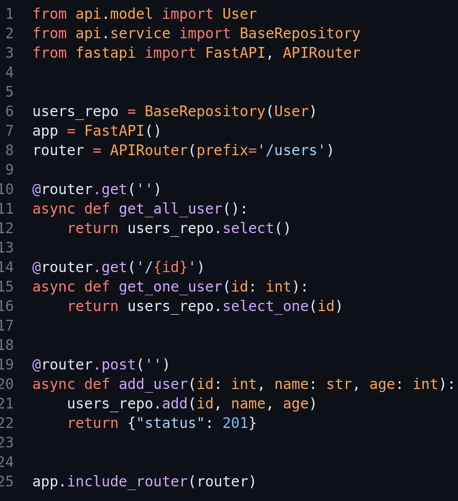 1 from api.model import User
2 from api.service import BaseRepository
3 from fastapi import FastAPI, APIRouter
4
5
6 users_repo = BaseRepository(User)
7 app = FastAPI()
8 router = APIRouter(prefix='/users')
9
10 @router.get('')
11 async def get_all_user():
12     return users_repo.select()
13
14 @router.get('/{id}')
15 async def get_one_user(id: int):
16     return users_repo.select_one(id)
17
18
19 @router.post('')
20 async def add_user(id: int, name: str, age: int):
21     users_repo.add(id, name, age)
22     return {"status": 201}
23
24
25 app.include_router(router)